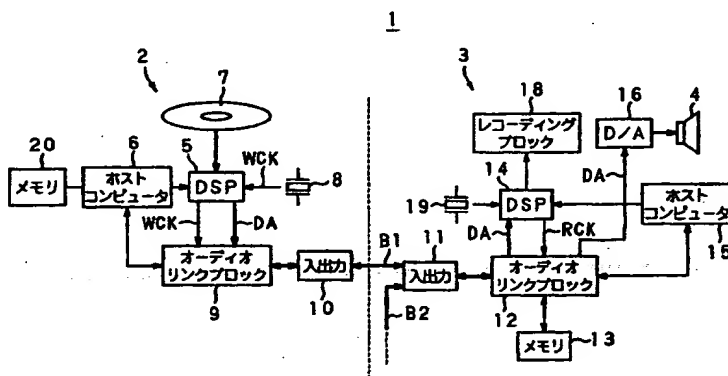 1
2
3
7
18
16
4
20
6
5
WCK
レコーディング
ブロック
D/A
メモリ
ホスト
コンピュータ
DSP
8
14
DA
19
DSP
ホスト
コンピュータ
WCK
DA
B1
11
DA
RCK
15
オーディオ
リンクブロック
入出力
入出力
オーディオ
リンクブロック
9
10
B2
12
メモリ
13